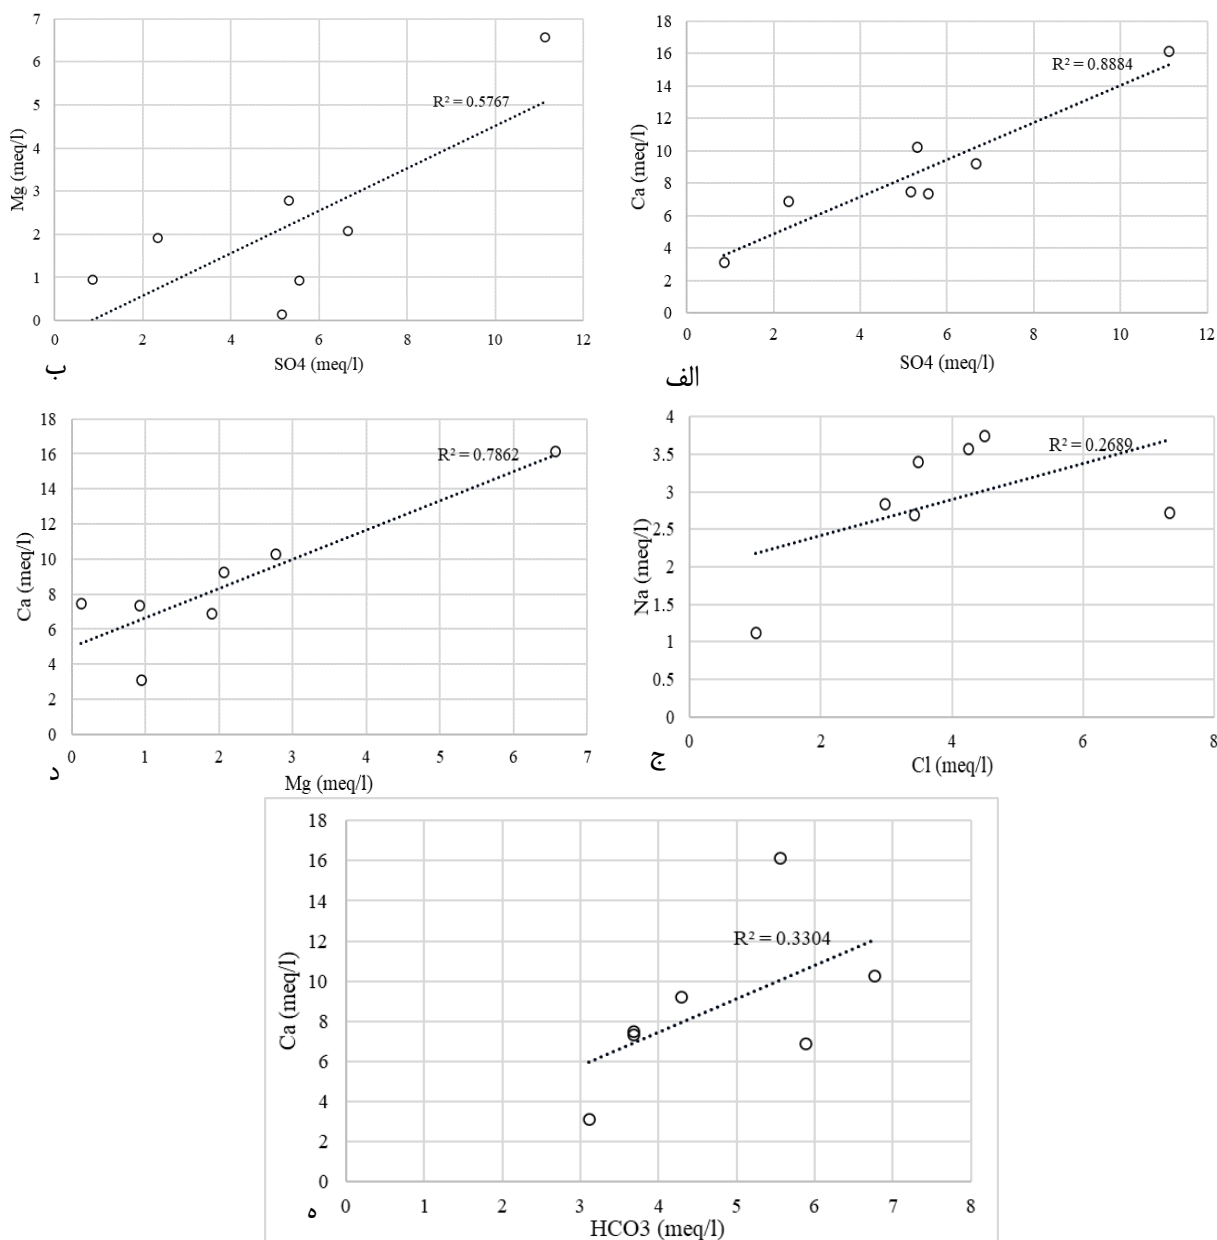 7
6
5
4
3
2
1
0
Mg (meq/l)
R² = 0.5767
0 2 4 6 8 10 12
SO4 (meq/l)
ب
18
16
14
12
10
8
6
4
2
0
Ca (meq/l)
R² = 0.8884
0 2 4 6 8 10 12
SO4 (meq/l)
الف
18
16
14
12
10
8
6
4
2
0
Ca (meq/l)
R² = 0.7862
0 1 2 3 4 5 6 7
Mg (meq/l)
د
4
3.5
3
2.5
2
1.5
1
0.5
0
Na (meq/l)
R² = 0.2689
0 2 4 6 8
Cl (meq/l)
ج
18
16
14
12
10
8
6
4
2
0
Ca (meq/l)
R² = 0.3304
0 1 2 3 4 5 6 7 8
HCO3 (meq/l)
ه